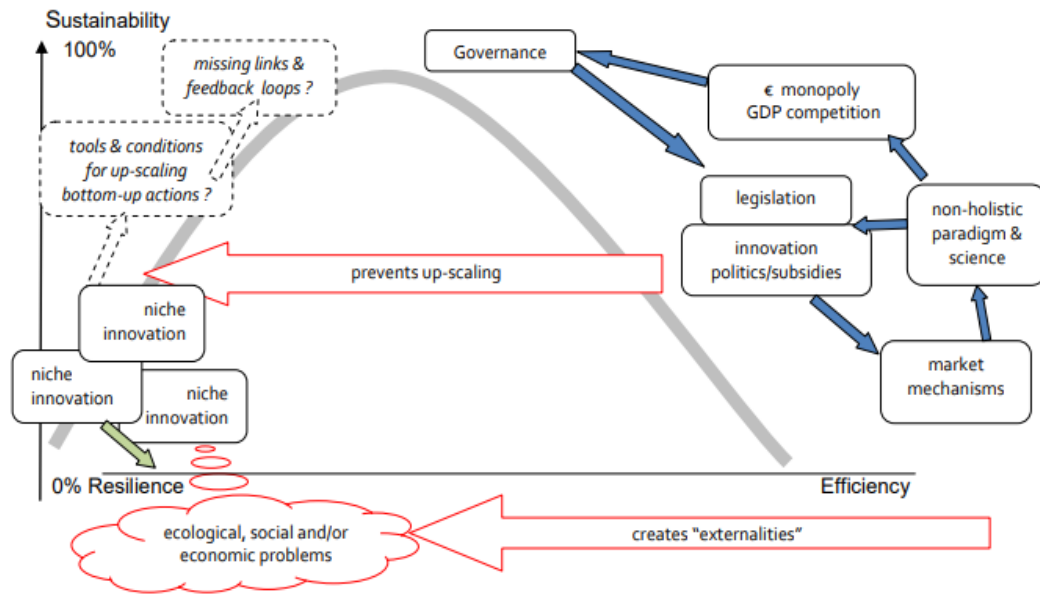 Sustainability
100%
missing links &
feedback loops ?
tools & conditions
for up-scaling
bottom-up actions ?
Governance
€ monopoly
GDP competition
legislation
innovation
politics/subsidies
non-holistic
paradigm &
science
market
mechanisms
prevents up-scaling
niche
innovation
niche
innovation
niche
innovation
0% Resilience
Efficiency
ecological, social and/or
economic problems
creates “externalities”